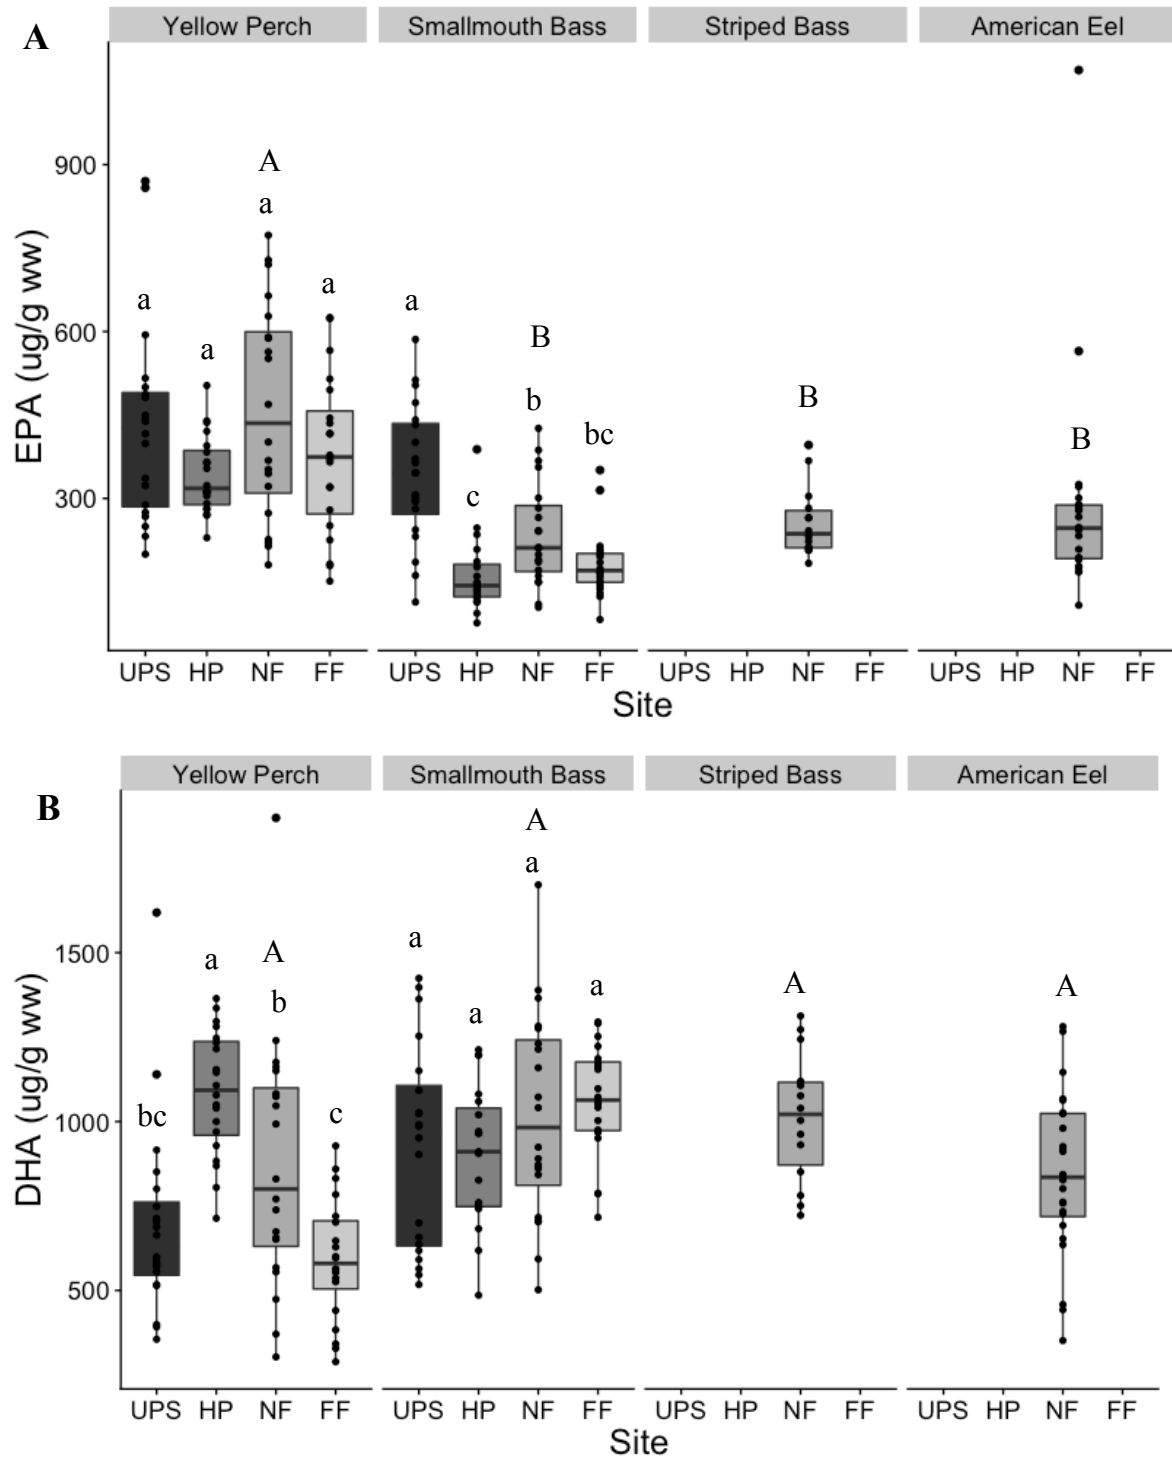 A
Yellow Perch Smallmouth Bass Striped Bass American Eel
EPA (ug/g ww)
900
600
300
a a A a a
a c B b bc
B
B
UPS HP NF FF UPS HP NF FF UPS HP NF FF UPS HP NF FF
Site
B
Yellow Perch Smallmouth Bass Striped Bass American Eel
DHA (ug/g ww)
1500
1000
500
bc a A b c
a a A a a
A
A
UPS HP NF FF UPS HP NF FF UPS HP NF FF UPS HP NF FF
Site